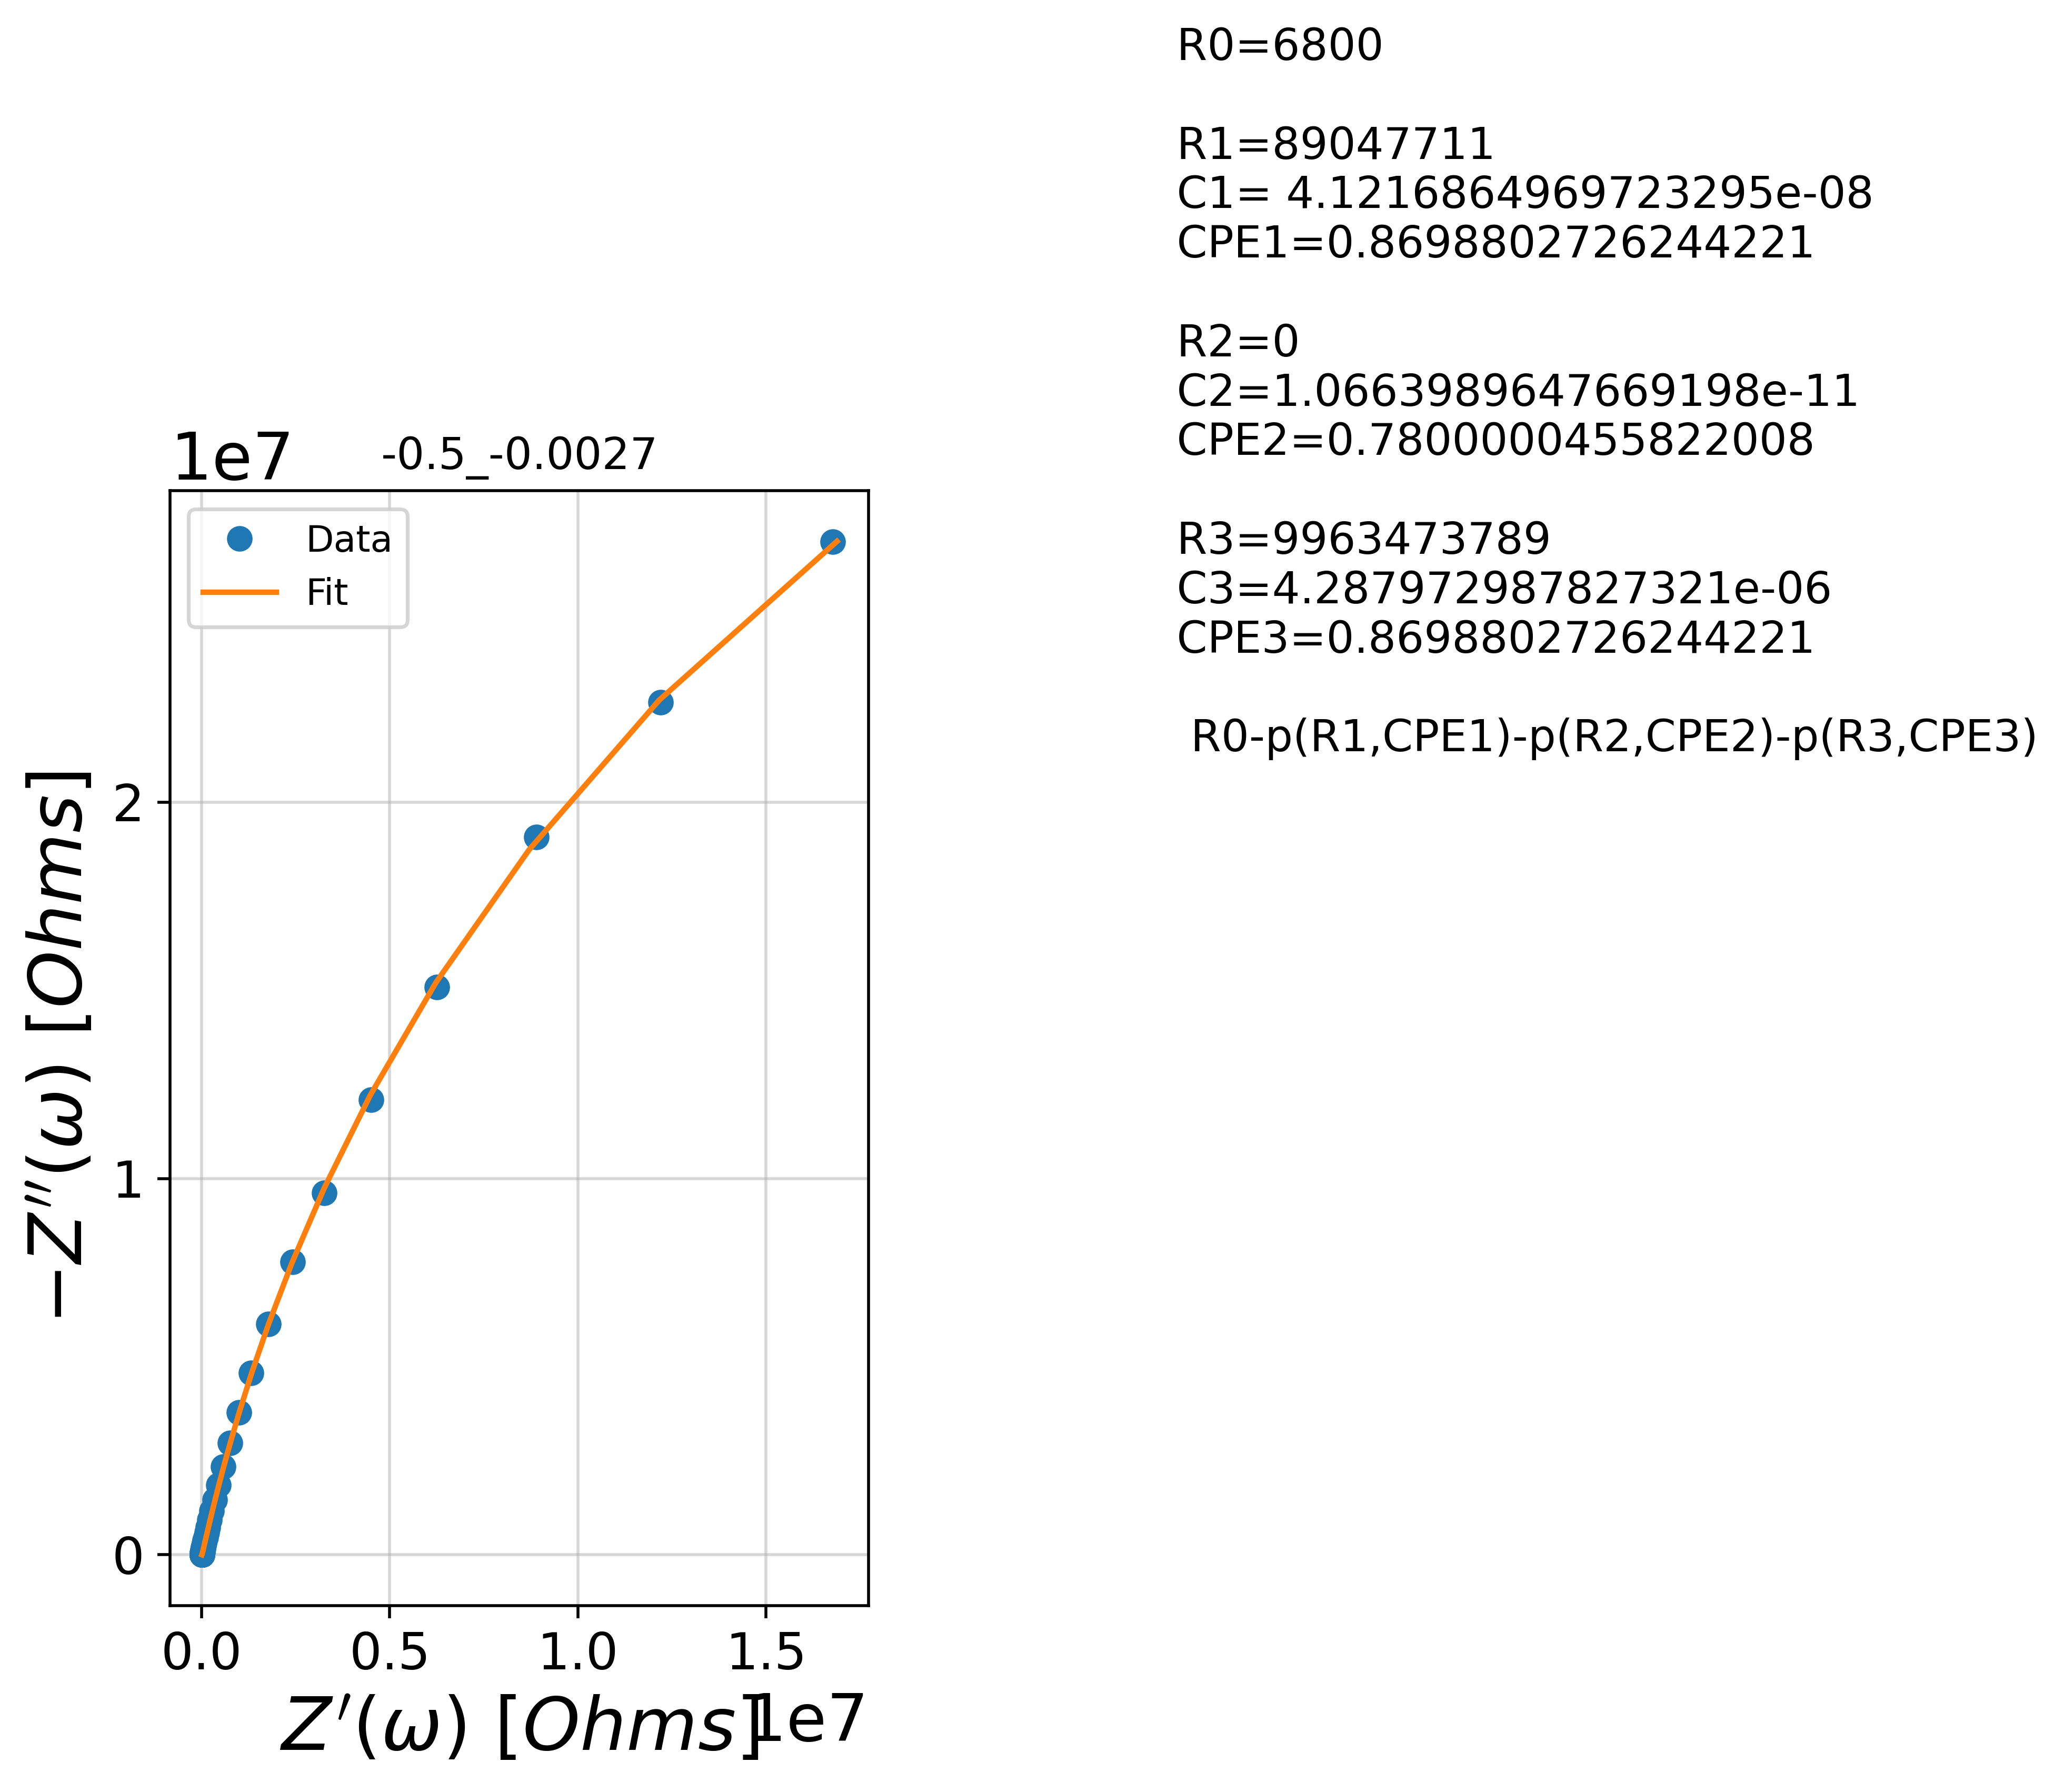 R0=6800
R1=89047711
C1= 4.1216864969723295e-08
CPE1=0.8698802726244221
R2=0
C2=1.0663989647669198e-11
CPE2=0.7800000455822008
R3=9963473789
C3=4.287972987827321e-06
CPE3=0.8698802726244221
R0-p(R1,CPE1)-p(R2,CPE2)-p(R3,CPE3)
1e7
-0.5_-0.0027
Data
Fit
−Z′′(ω) [Ohms]
2
1
0
0.0 0.5 1.0 1.5
Z′(ω) [Ohms]
1e7